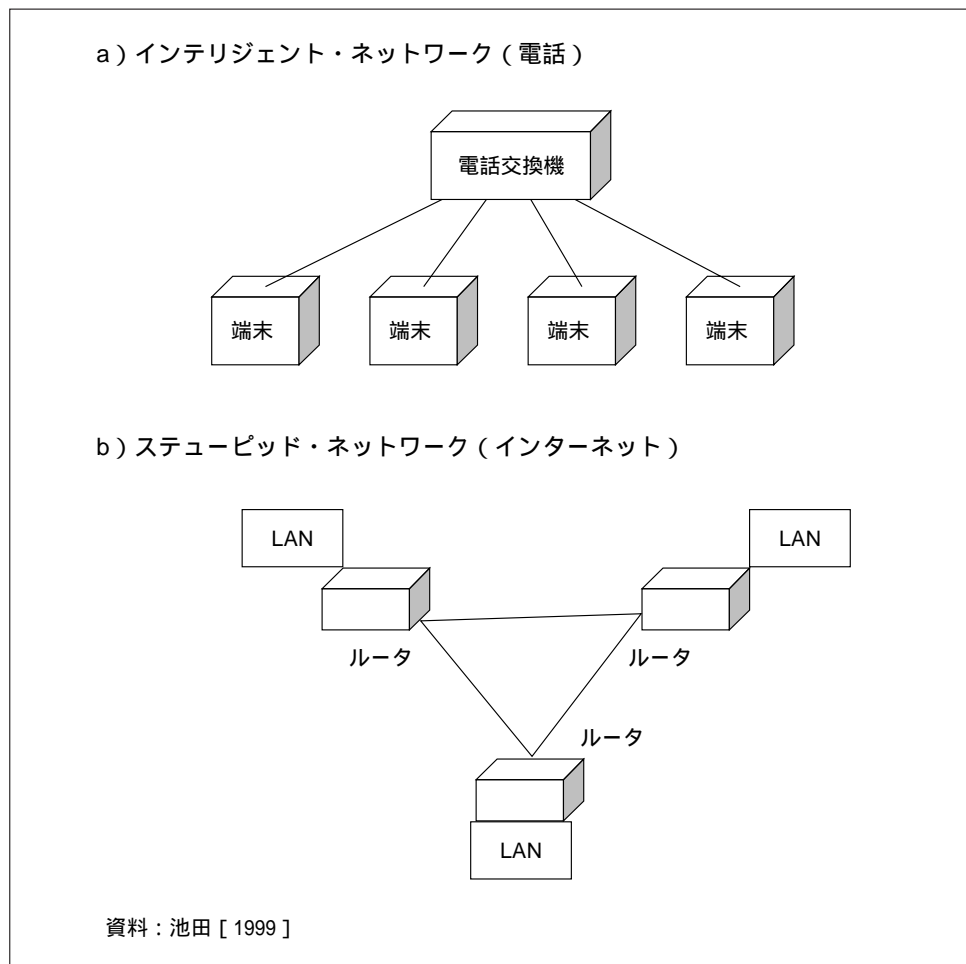 a）インテリジェント・ネットワーク（電話）
電話交換機
端末 端末 端末 端末
b）ステューピッド・ネットワーク（インターネット）
LAN LAN
ルータ ルータ
ルータ
LAN
資料：池田［1999］